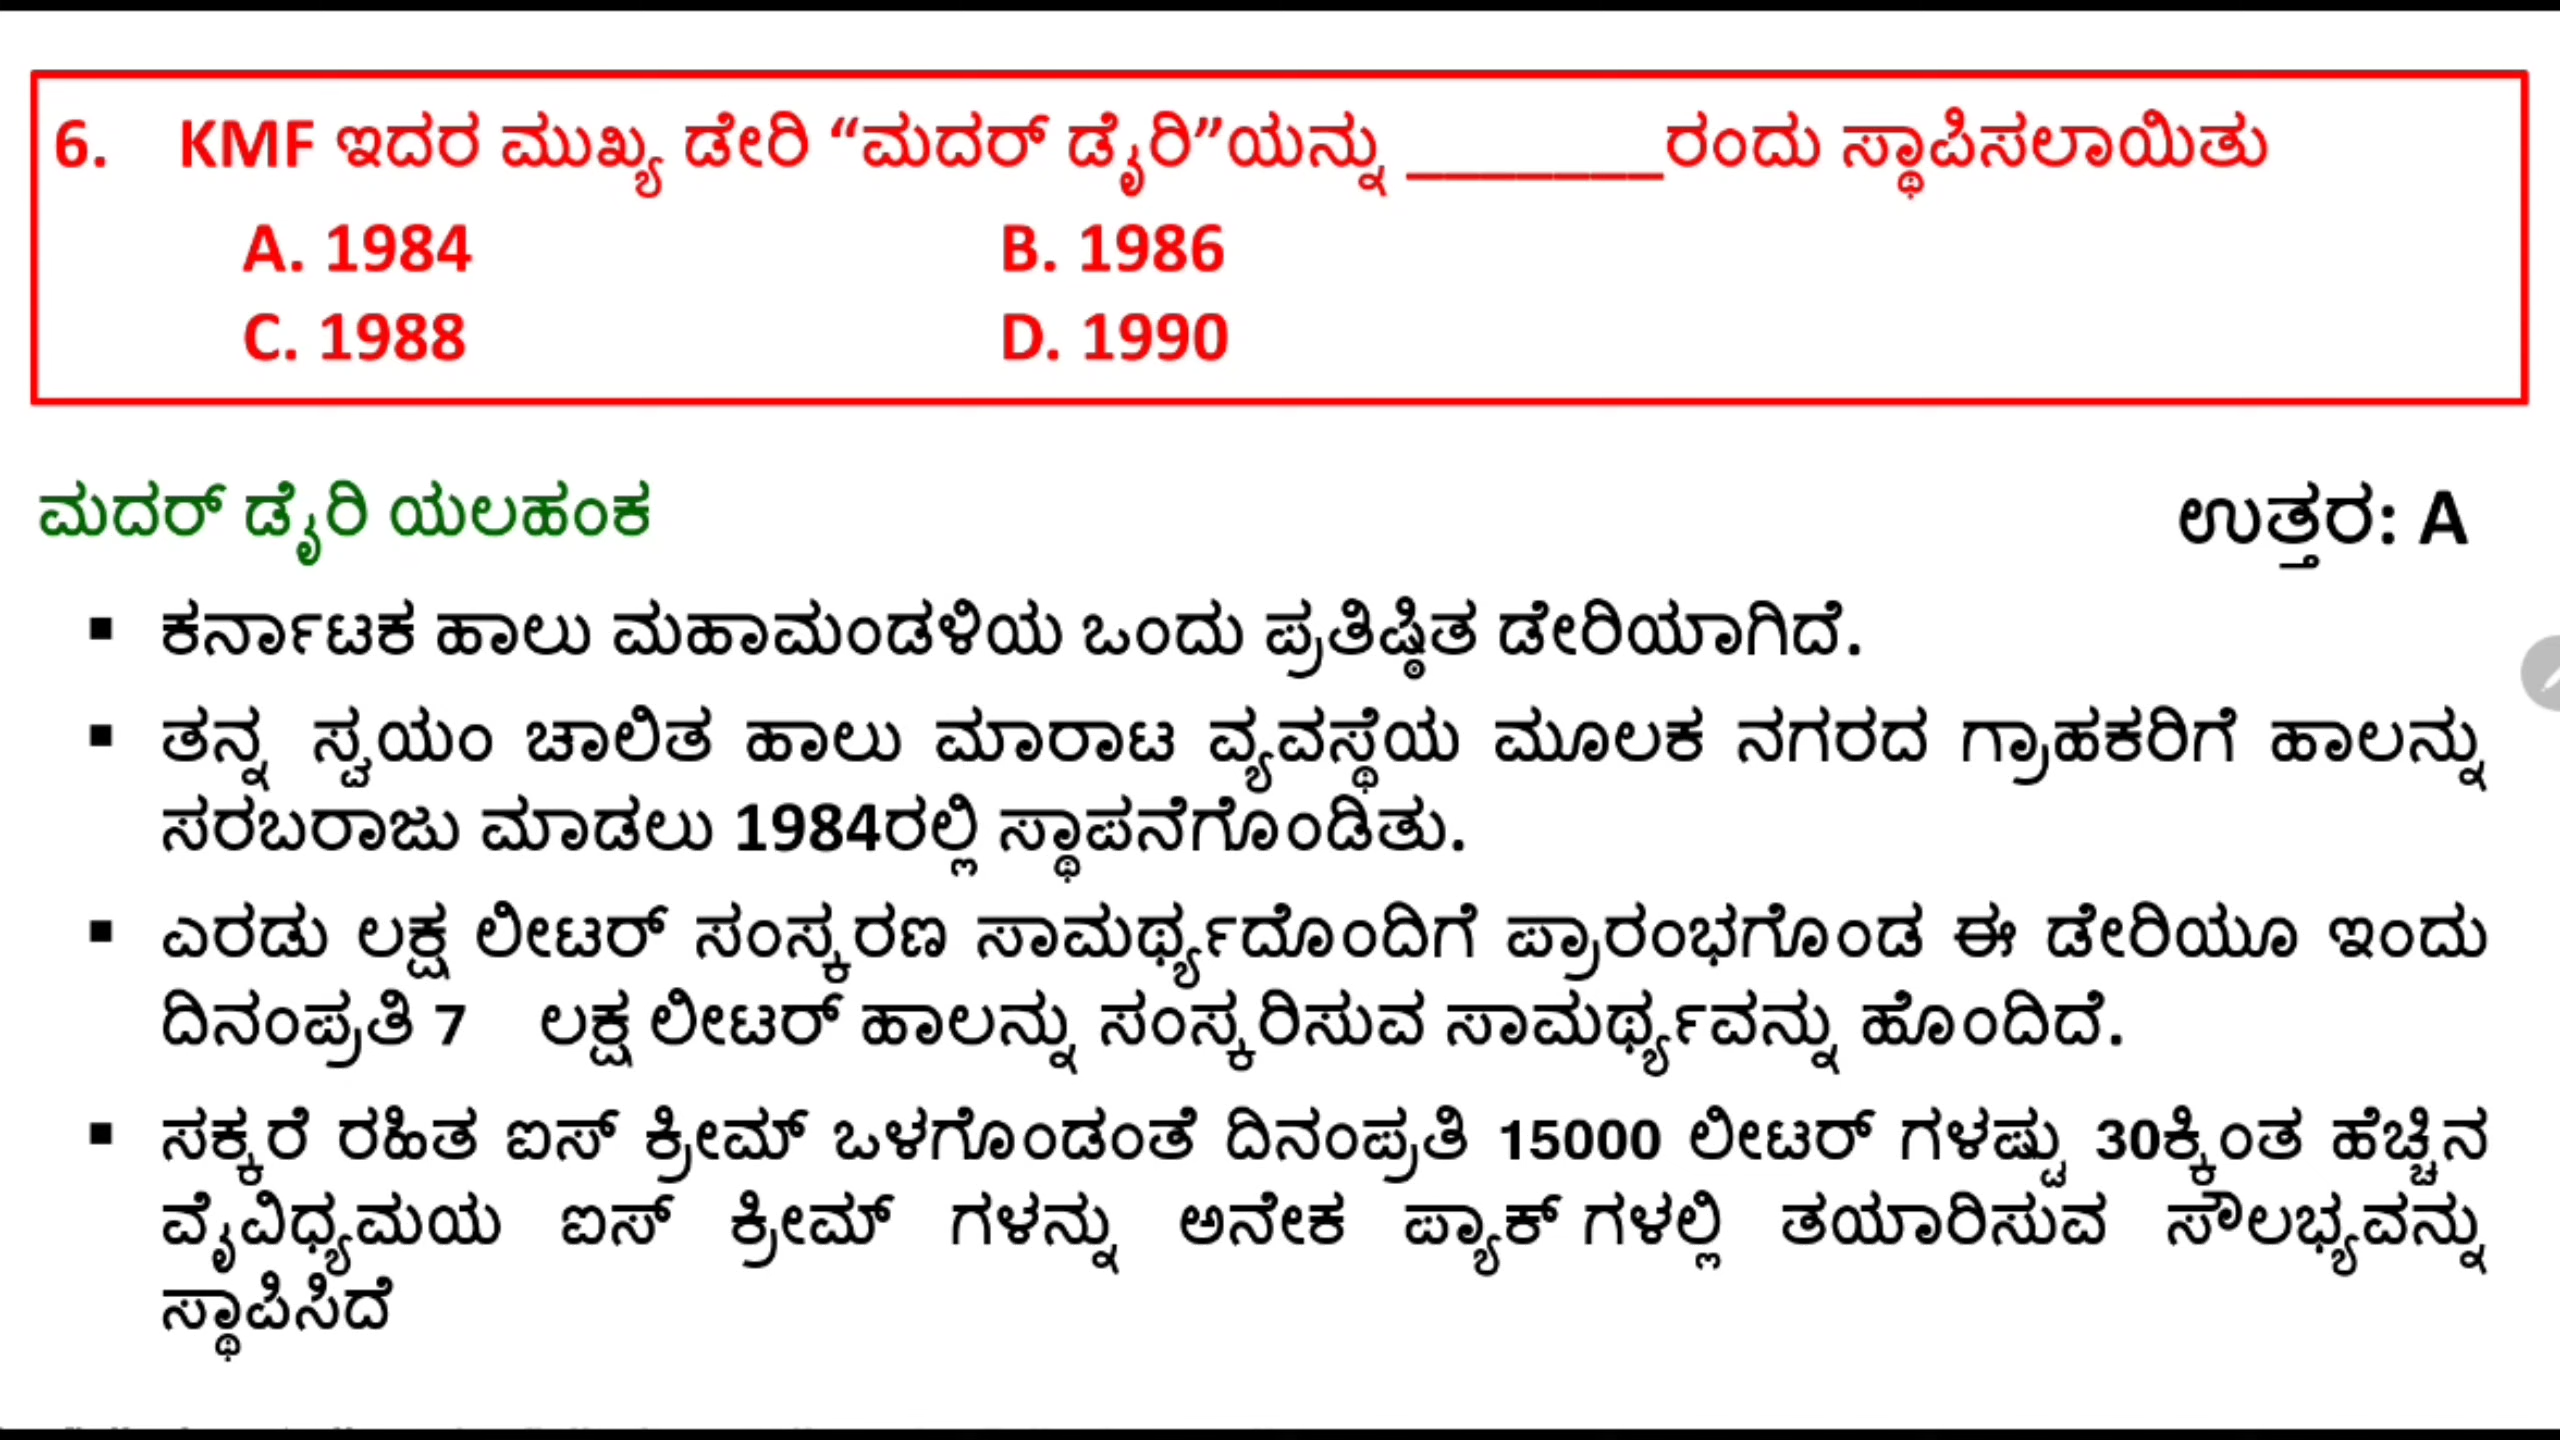 6. KMF ಇದರ ಮುಖ್ಯ ಡೇರಿ “ಮದರ್ ಡೈರಿ”ಯನ್ನು _______ರಂದು ಸ್ಥಾಪಿಸಲಾಯಿತು
A. 1984 B. 1986
C. 1988 D. 1990
ಮದರ್ ಡೈರಿ ಯಲಹಂಕ ಉತ್ತರ: A
▪ ಕರ್ನಾಟಕ ಹಾಲು ಮಹಾಮಂಡಳಿಯ ಒಂದು ಪ್ರತಿಷ್ಠಿತ ಡೇರಿಯಾಗಿದೆ.
▪ ತನ್ನ ಸ್ವಯಂ ಚಾಲಿತ ಹಾಲು ಮಾರಾಟ ವ್ಯವಸ್ಥೆಯ ಮೂಲಕ ನಗರದ ಗ್ರಾಹಕರಿಗೆ ಹಾಲನ್ನು
ಸರಬರಾಜು ಮಾಡಲು 1984ರಲ್ಲಿ ಸ್ಥಾಪನೆಗೊಂಡಿತು.
▪ ಎರಡು ಲಕ್ಷ ಲೀಟರ್ ಸಂಸ್ಕರಣ ಸಾಮರ್ಥ್ಯದೊಂದಿಗೆ ಪ್ರಾರಂಭಗೊಂಡ ಈ ಡೇರಿಯೂ ಇಂದು
ದಿನಂಪ್ರತಿ 7 ಲಕ್ಷ ಲೀಟರ್ ಹಾಲನ್ನು ಸಂಸ್ಕರಿಸುವ ಸಾಮರ್ಥ್ಯವನ್ನು ಹೊಂದಿದೆ.
▪ ಸಕ್ಕರೆ ರಹಿತ ಐಸ್ ಕ್ರೀಮ್ ಒಳಗೊಂಡಂತೆ ದಿನಂಪ್ರತಿ 15000 ಲೀಟರ್ ಗಳಷ್ಟು 30ಕ್ಕಿಂತ ಹೆಚ್ಚಿನ
ವೈವಿಧ್ಯಮಯ ಐಸ್ ಕ್ರೀಮ್ ಗಳನ್ನು ಅನೇಕ ಪ್ಯಾಕ್ ಗಳಲ್ಲಿ ತಯಾರಿಸುವ ಸೌಲಭ್ಯವನ್ನು
ಸ್ಥಾಪಿಸಿದೆ